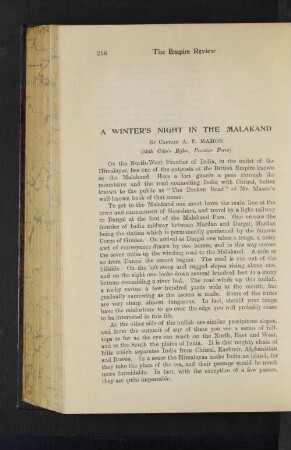 256 The Empire Review
A WINTER'S NIGHT IN THE MALAKAND
By Captain A. E. MAHON
On the North-West Frontier of India, in the midst of the
Himalayas, lies one of the outposts of the British Empire known
as the Malakand. Here a last guards a pass through the
mountains and the road connecting India with Chitral, better
known to the public as "The Broken Road" of Mr. Mason's
well-known book of that name.
To get to the Malakand one must leave the main line at the
town and cantonment of Nowshera, and travel by a light railway
to Dargai at the foot of the Malakand Pass. One crosses the
frontier of India midway between Mardan and Dargai, Mardan
being the station which is permanently garrisoned by the famous
Corps of Guides. On arrival at Dargai one takes a tonga, a noisy
sort of conveyance drawn by two horses, and in this way covers
the seven miles up the winding road to the Malakand. A mile or
so from Dargai the ascent begins. The road is cut out of the
hillside. On the left steep and rugged slopes rising above one,
and on the right one looks down several hundred feet to a stony
bottom resembling a river bed. The road winds up the nullah,
a rocky ravine a few hundred yards wide at the mouth, but
gradually narrowing as the ascent is made. Some of the turns
are very sharp, almost dangerous. In fact, should your tonga
have the misfortune to go over the edge you will probably cease
to be interested in this life.
At the other side of the nullah are similar precipitous slopes,
and from the summit of any of these you see a series of hill-
tops as far as the eye can reach on the North, East and West,
and to the South the plains of India. It is this mighty chain of
hills which separates India from Chitral, Kashmir, Afghanistan
and Russia. In a sense the Himalayas make India an island, for
they take the place of the sea, and their passage would be much
more formidable. In fact, with the exception of a few passes,
they are quite impassable.